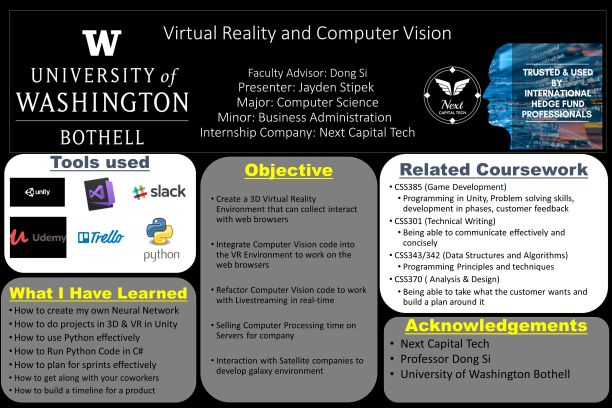 W
UNIVERSITY of
WASHINGTON
BOTHELL
Virtual Reality and Computer Vision
Faculty Advisor: Dong Si
Presenter: Jayden Stipek
Major: Computer Science
Minor: Business Administration
Internship Company: Next Capital Tech
Next
CAPITAL TECH
TRUSTED & USED
BY
INTERNATIONAL
HEDGE FUND
PROFESSIONALS
Tools used
unity
slack
Udemy
Trello
python
What I Have Learned
• How to create my own Neural Network
• How to do projects in 3D & VR in Unity
• How to use Python effectively
• How to Run Python Code in C#
• How to plan for sprints effectively
• How to get along with your coworkers
• How to build a timeline for a product
Objective
• Create a 3D Virtual Reality
Environment that can collect interact
with web browsers
• Integrate Computer Vision code into
the VR Environment to work on the
web browsers
• Refactor Computer Vision code to
work with Livestreaming in real-time
• Selling Computer Processing time on
Servers for company
• Interaction with Satellite companies to
develop galaxy environment
Related Coursework
• CSS385 (Game Development)
• Programming in Unity, Problem solving skills,
development in phases, customer feedback
• CSS301 (Technical Writing)
• Being able to communicate effectively and
concisely
• CSS343/342 (Data Structures and Algorithms)
• Programming Principles and techniques
• CSS370 ( Analysis & Design)
• Being able to take what the customer wants and
build a plan around it
Acknowledgements
• Next Capital Tech
• Professor Dong Si
• University of Washington Bothell